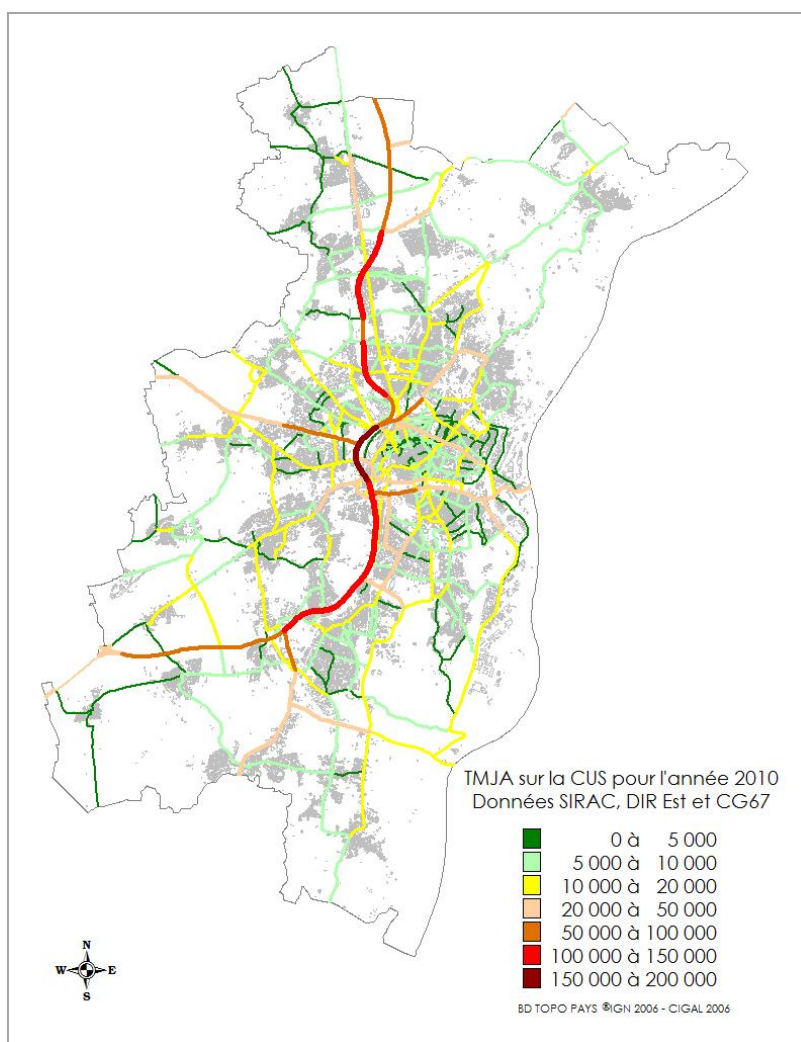 TMJA sur la CUS pour l'année 2010
Données SIRAC, DIR Est et CG67
0 à 5 000
5 000 à 10 000
10 000 à 20 000
20 000 à 50 000
50 000 à 100 000
100 000 à 150 000
150 000 à 200 000
N
W E
S
BD TOPO PAYS ®IGN 2006 - CIGAL 2006